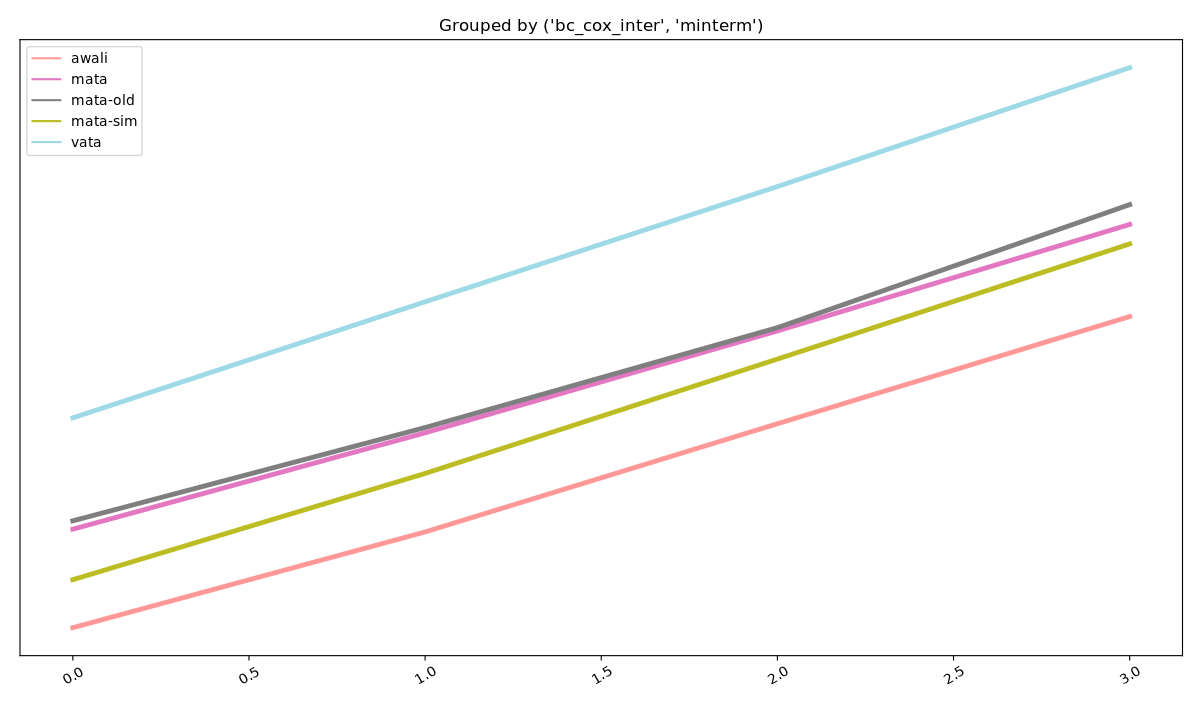 Grouped by ('bc_cox_inter', 'minterm')
awali
mata
mata-old
mata-sim
vata
0.0
0.5
1.0
1.5
2.0
2.5
3.0